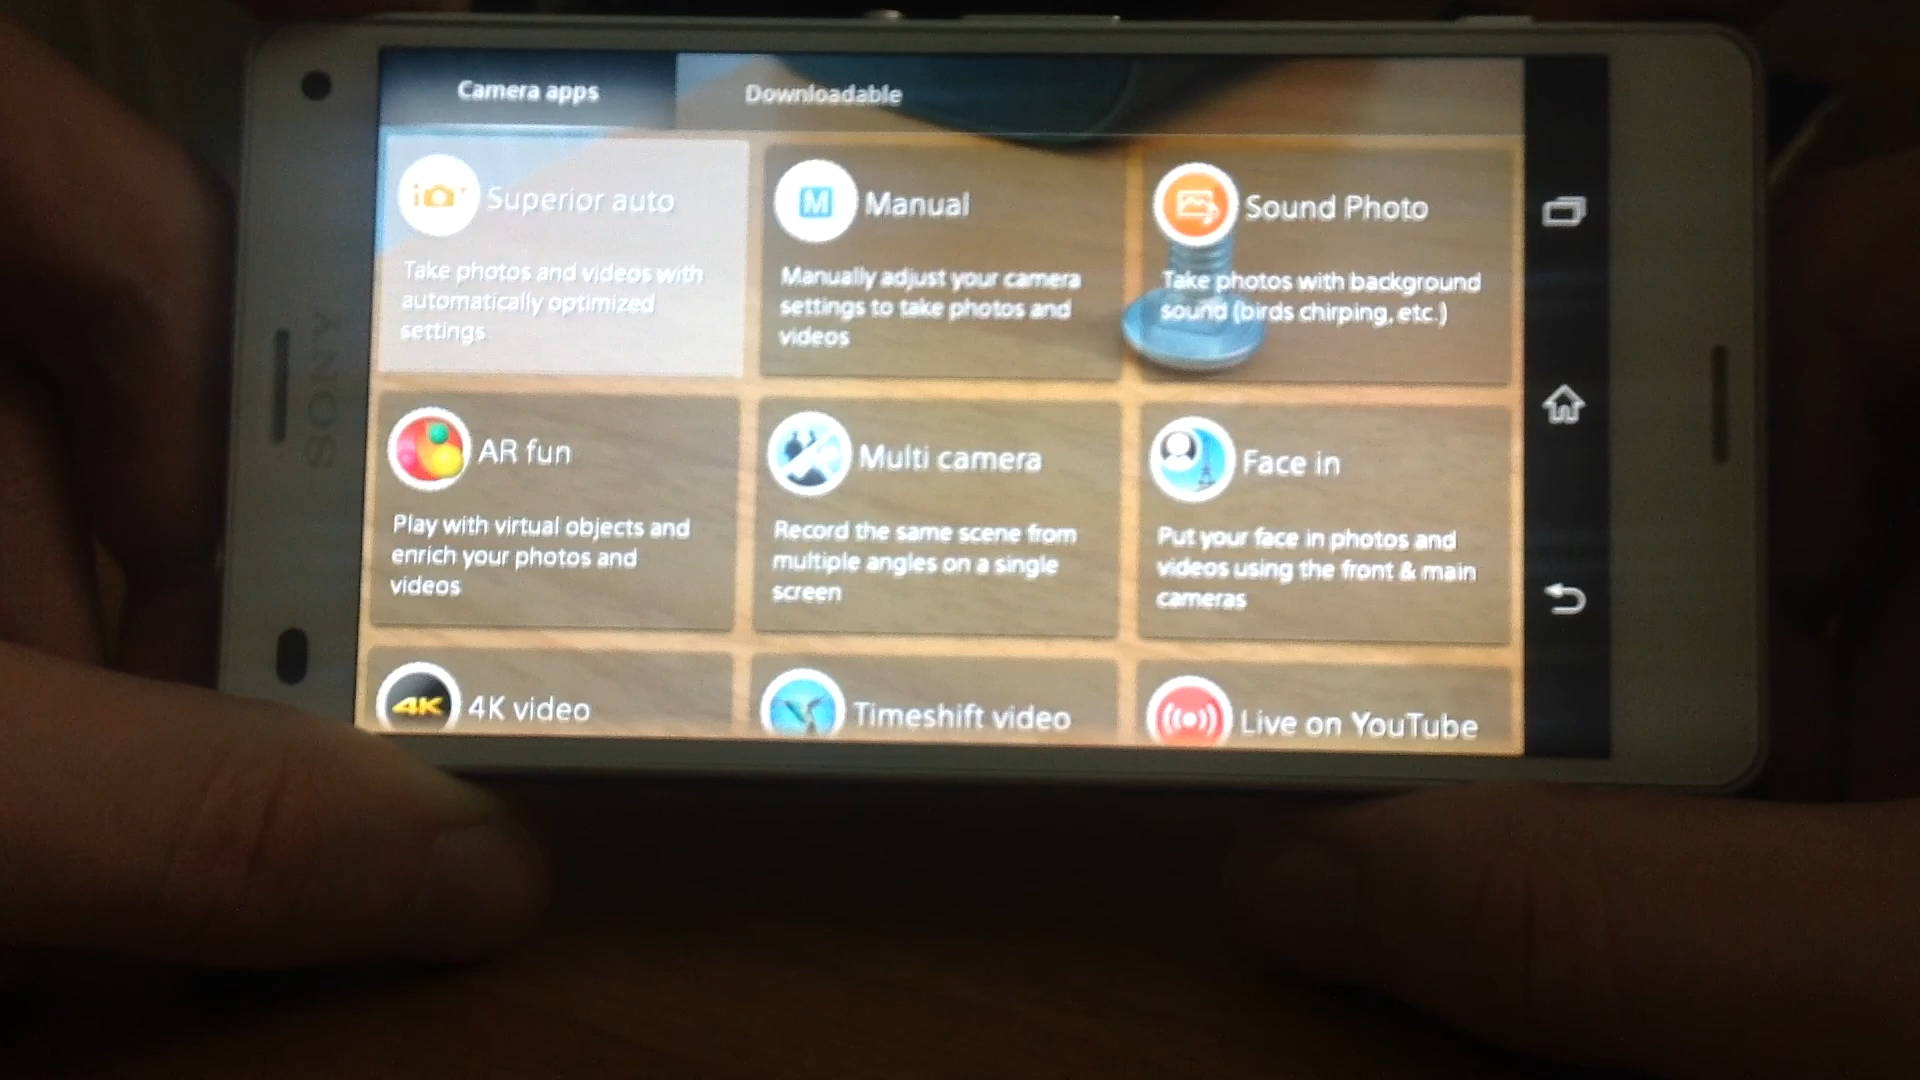 SONY
Camera apps
Downloadable
i
Superior auto
Take photos and videos with
automatically optimized
settings
M
Manual
Manually adjust your camera
settings to take photos and
videos
Sound Photo
Take photos with background
sound (birds chirping, etc.)
AR fun
Play with virtual objects and
enrich your photos and
videos
Multi camera
Record the same scene from
multiple angles on a single
screen
Face in
Put your face in photos and
videos using the front & main
cameras
4K
4K video
Timeshift video
Live on YouTube